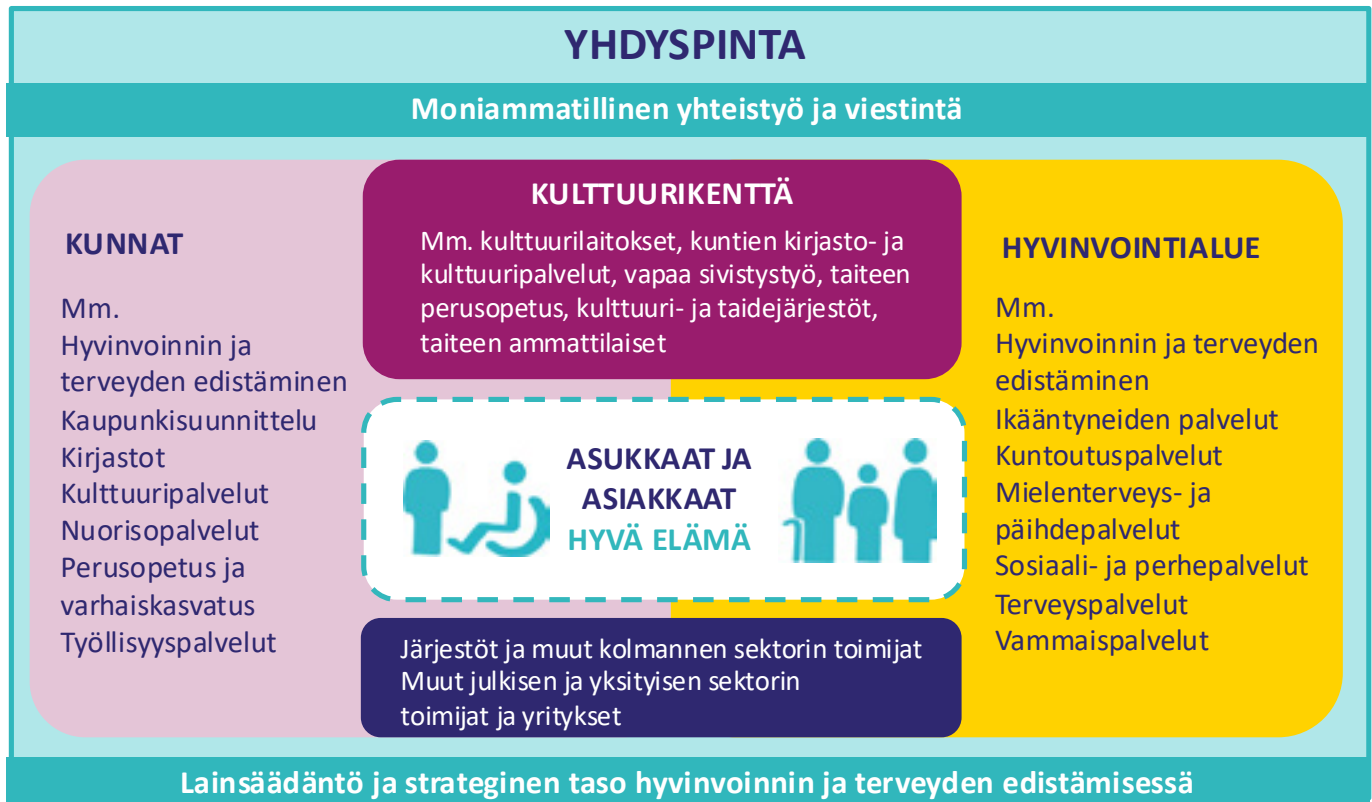 YHDYSPINTA
Moniammatillinen yhteistyö ja viestintä
KUNNAT
Mm.
Hyvinvoinnin ja
terveyden edistäminen
Kaupunkisuunnittelu
Kirjastot
Kulttuuripalvelut
Nuorisopalvelut
Perusopetus ja
varhaiskasvatus
Työllisyyspalvelut
KULTTUURIKENTTÄ
Mm. kulttuurilaitokset, kuntien kirjasto- ja
kulttuuripalvelut, vapaa sivistystyö, taiteen
perusopetus, kulttuuri- ja taidejärjestöt,
taiteen ammattilaiset
ASUKKAAT JA
ASIAKKAAT
HYVÄ ELÄMÄ
Järjestöt ja muut kolmannen sektorin toimijat
Muut julkisen ja yksityisen sektorin
toimijat ja yritykset
HYVINVOINTIALUE
Mm.
Hyvinvoinnin ja terveyden
edistäminen
Ikääntyneiden palvelut
Kuntoutuspalvelut
Mielenterveys- ja
päihdepalvelut
Sosiaali- ja perhepalvelut
Terveyspalvelut
Vammaispalvelut
Lainsäädäntö ja strateginen taso hyvinvoinnin ja terveyden edistämisessä